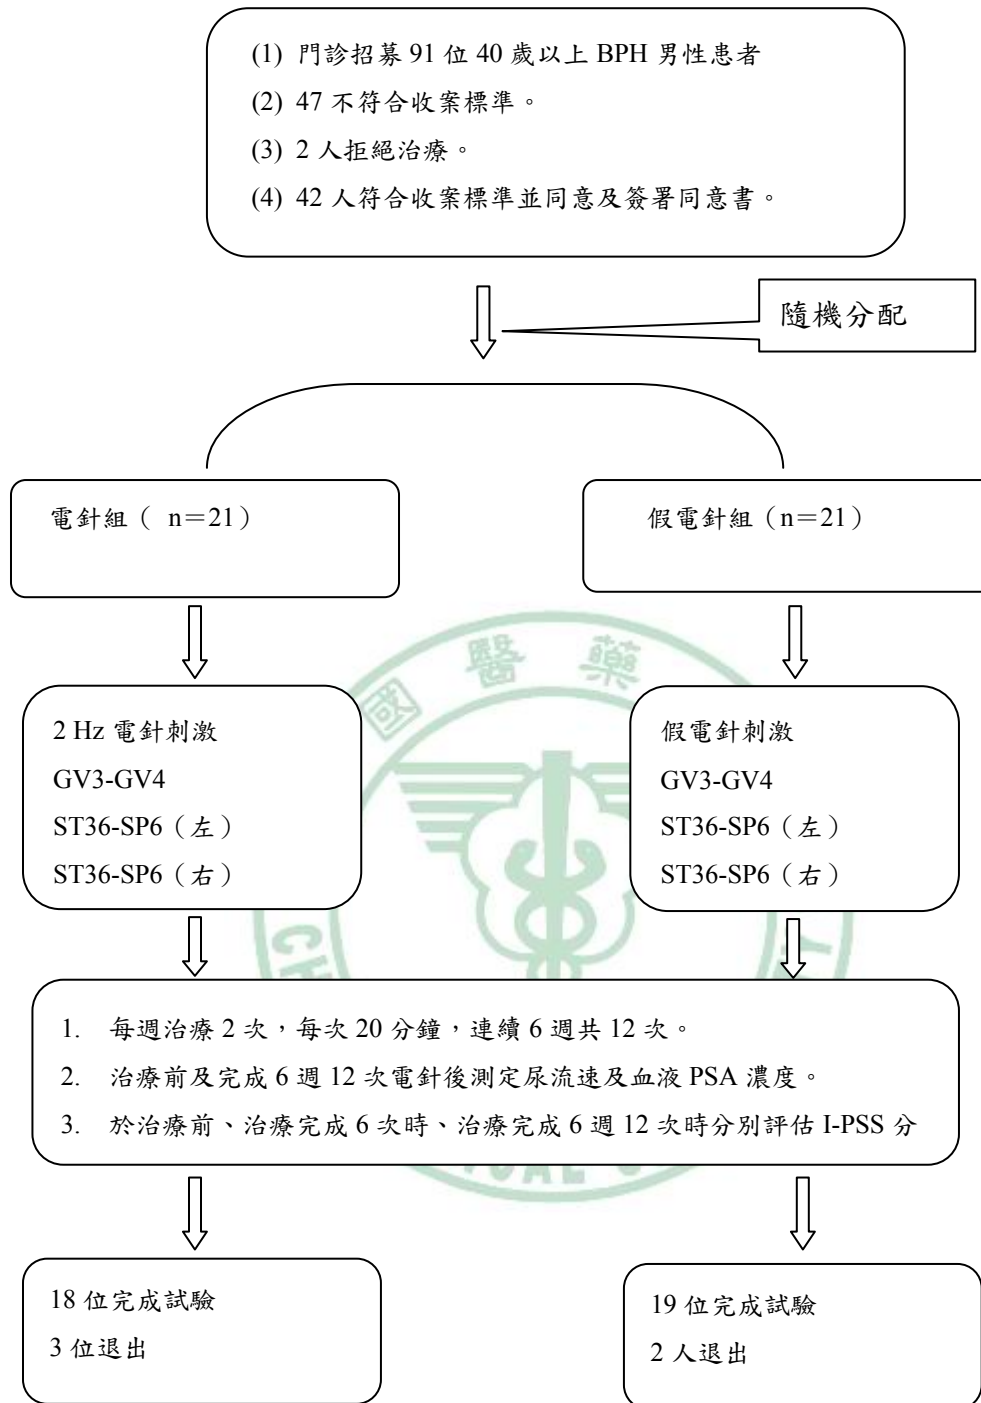 (1) 門診招募 91 位 40 歲以上 BPH 男性患者
(2) 47 不符合收案標準。
(3) 2 人拒絕治療。
(4) 42 人符合收案標準並同意及簽署同意書。
隨機分配
電針組（ n＝21）
假電針組（n＝21）
2 Hz 電針刺激
GV3-GV4
ST36-SP6（左）
ST36-SP6（右）
假電針刺激
GV3-GV4
ST36-SP6（左）
ST36-SP6（右）
國 醫 藥
1. 每週治療 2 次，每次 20 分鐘，連續 6 週共 12 次。
2. 治療前及完成 6 週 12 次電針後測定尿流速及血液 PSA 濃度。
3. 於治療前、治療完成 6 次時、治療完成 6 週 12 次時分別評估 I-PSS 分
18 位完成試驗
3 位退出
19 位完成試驗
2 人退出